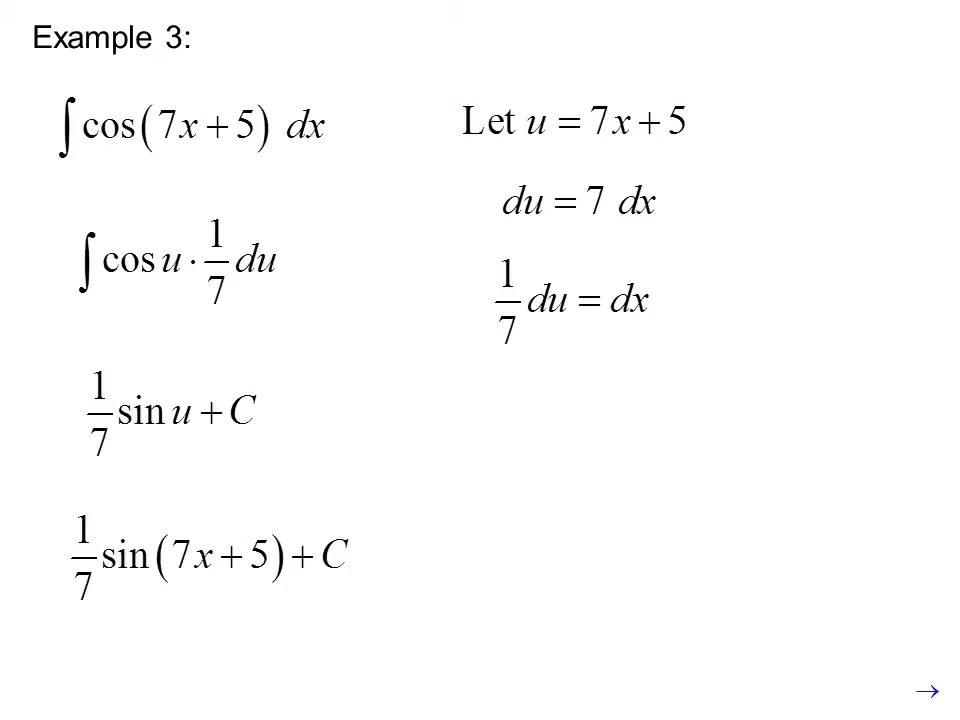 Example 3:
∫ cos(7x + 5) dx
Let u = 7x + 5
du = 7 dx
∫ cos u · 1/7 du
1/7 du = dx
1/7 sin u + C
1/7 sin(7x + 5) + C
→